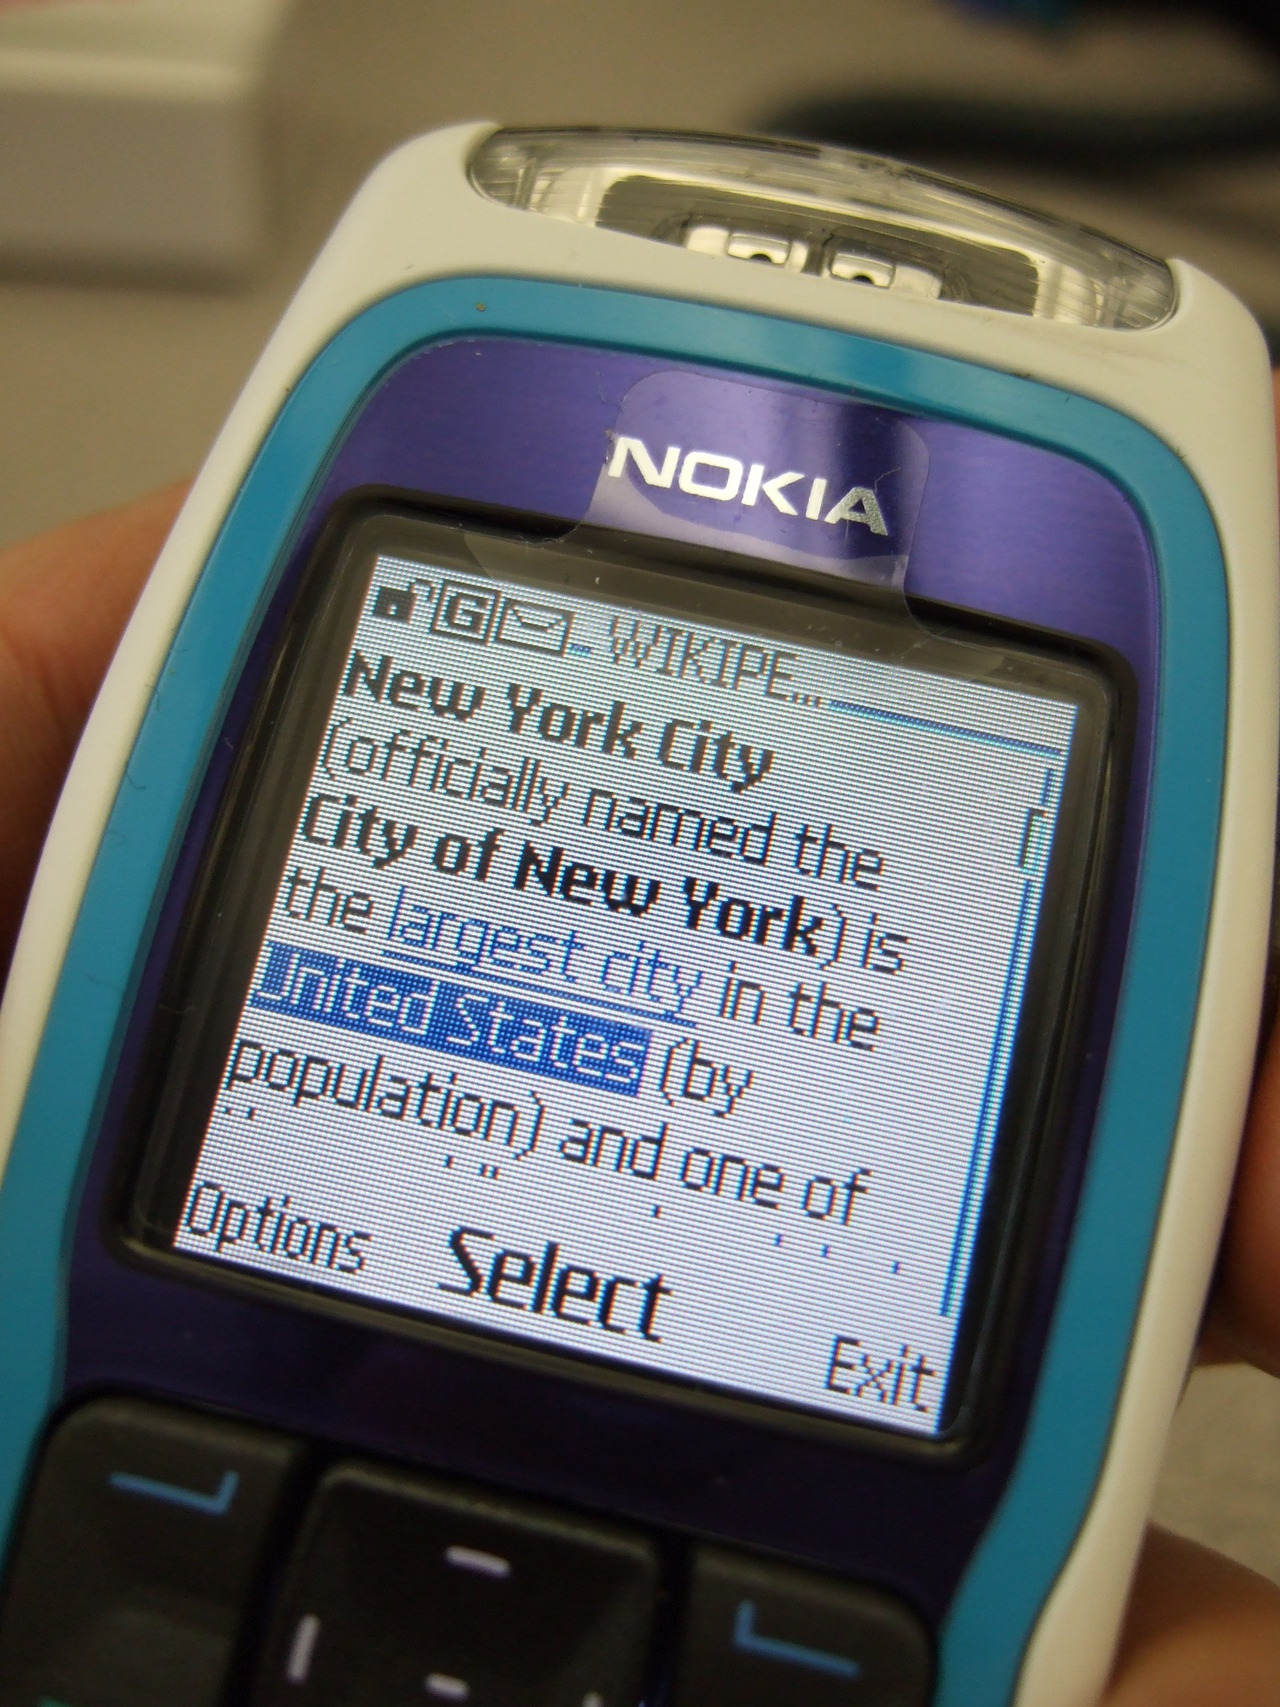 NOKIA
G WIKIPE...
New York City
(officially named the
City of New York) is
the largest city in the
United States (by
population) and one of
Options Select Exit